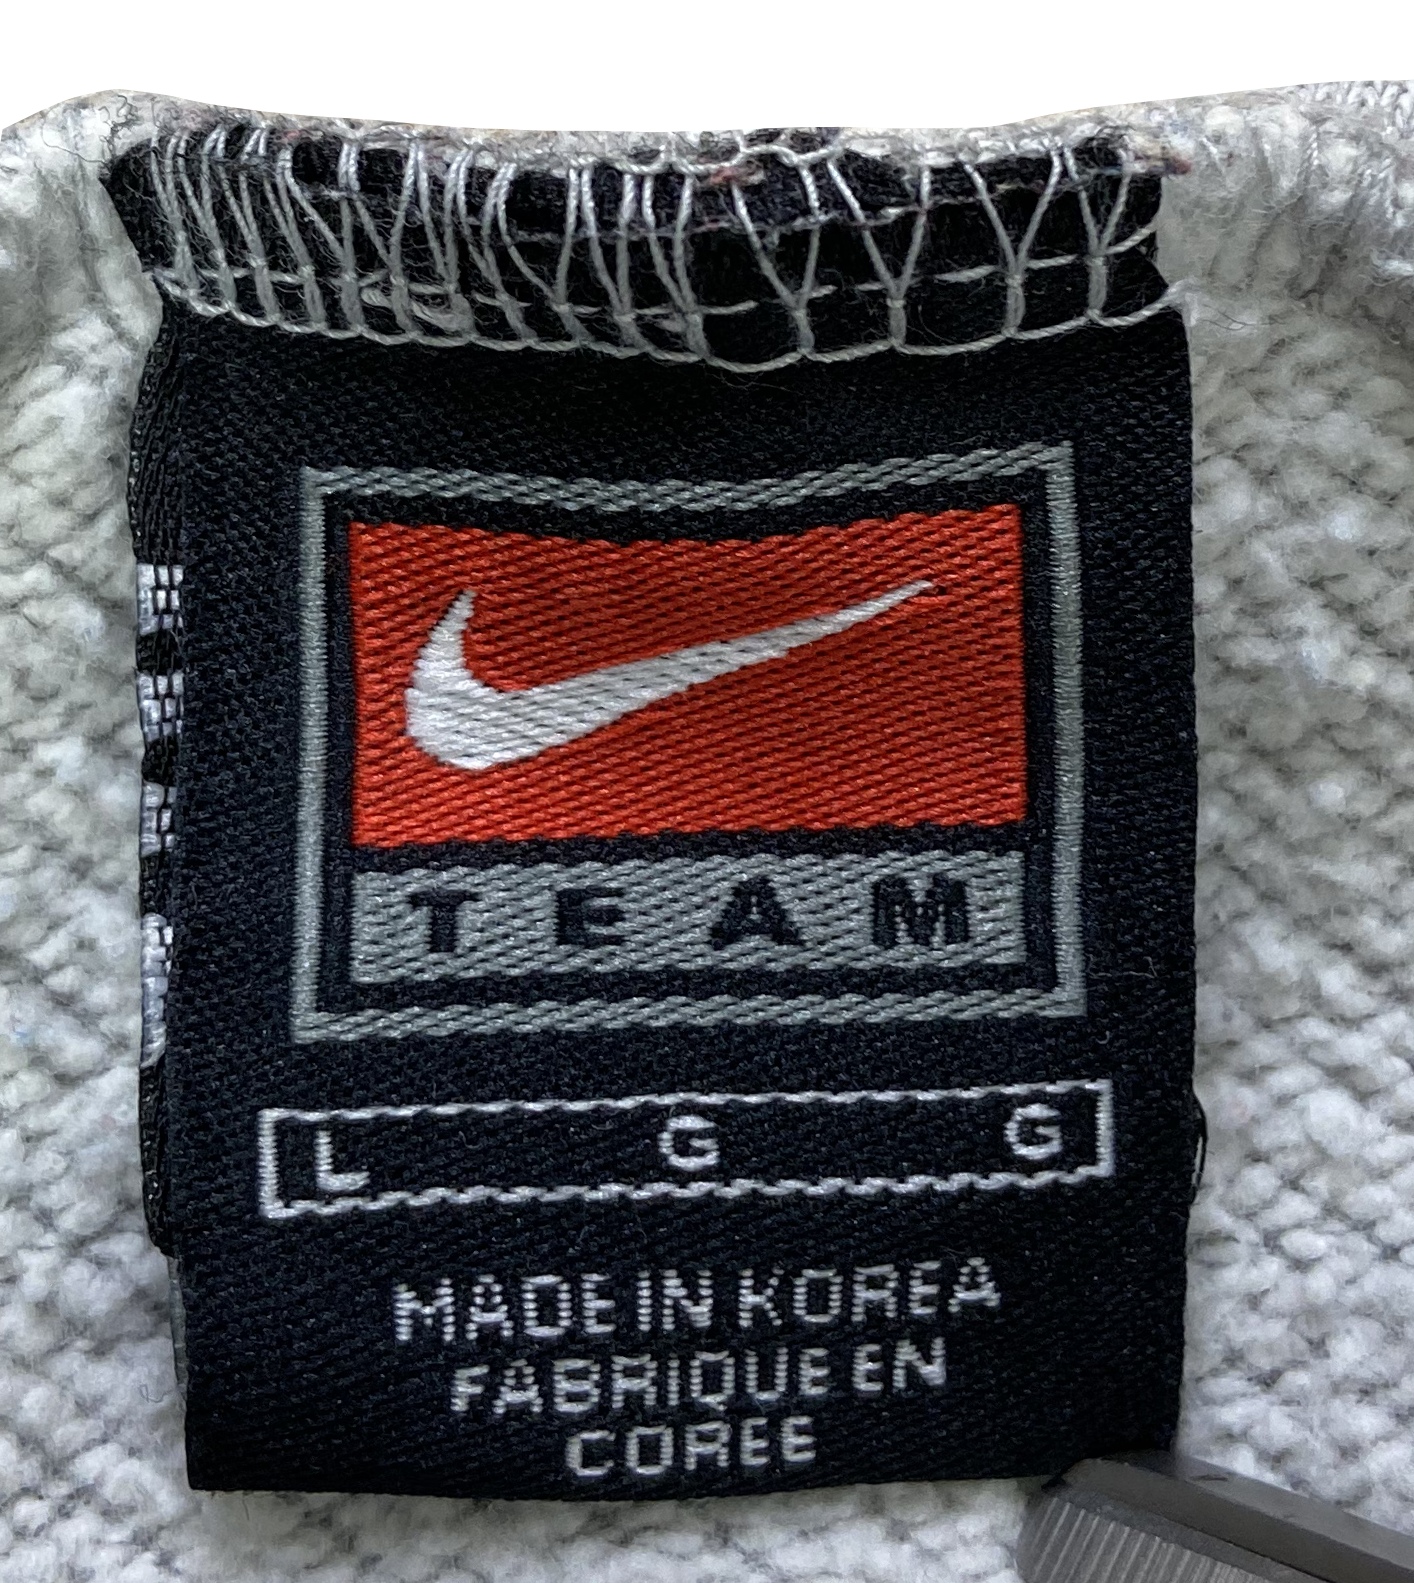 TEAM
L G G
MADE IN KOREA
FABRIQUE EN
COREE